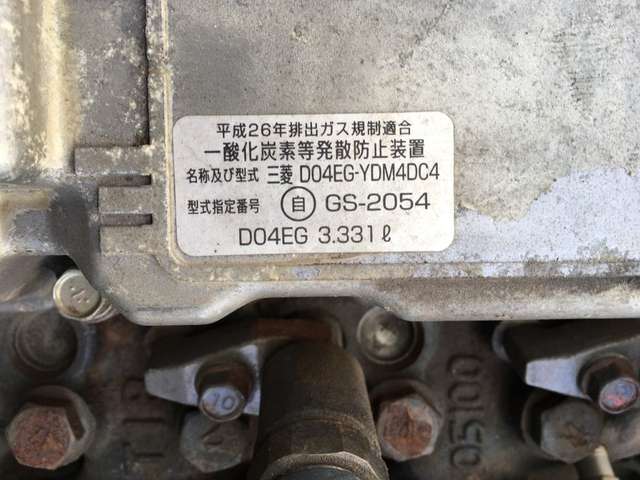 平成26年排出ガス規制適合
一酸化炭素等発散防止装置
名称及び型式 三菱 D04EG-YDM4DC4
型式指定番号 自 GS-2054
D04EG 3.331ℓ
10
05100